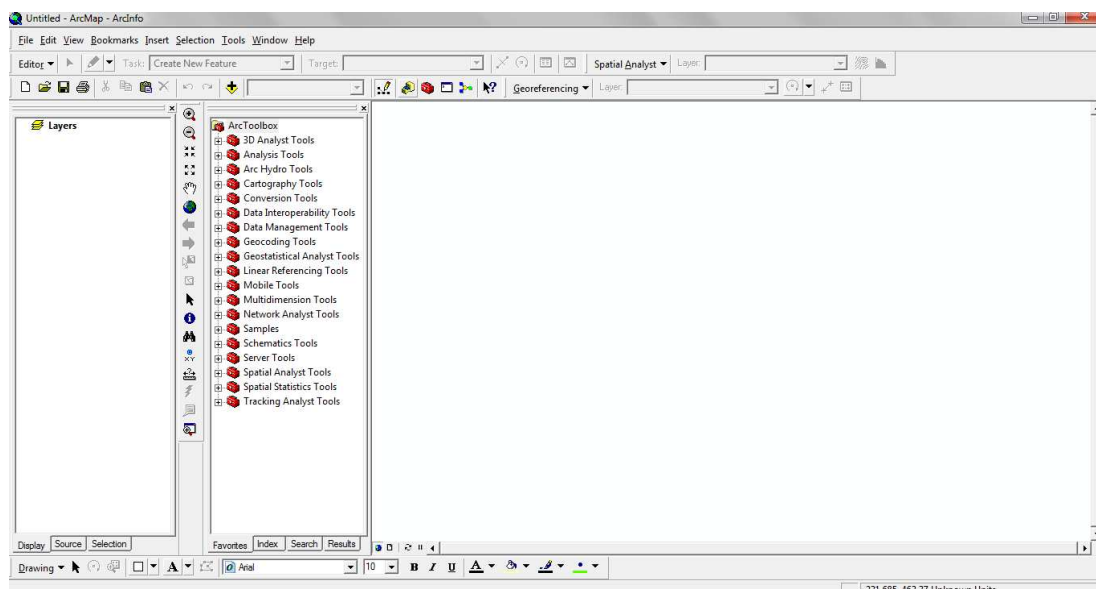 Untitled - ArcMap - ArcInfo
File Edit View Bookmarks Insert Selection Tools Window Help
Editor Task: Create New Feature Target: Spatial Analyst Layer:
Georeferencing Layer:
Layers
ArcToolbox
3D Analyst Tools
Analysis Tools
Arc Hydro Tools
Cartography Tools
Conversion Tools
Data Interoperability Tools
Data Management Tools
Geocoding Tools
Geostatistical Analyst Tools
Linear Referencing Tools
Mobile Tools
Multidimension Tools
Network Analyst Tools
Samples
Schematics Tools
Server Tools
Spatial Analyst Tools
Spatial Statistics Tools
Tracking Analyst Tools
XY
Display Source Selection
Favorites Index Search Results
Drawing A Arial 10 B I U A